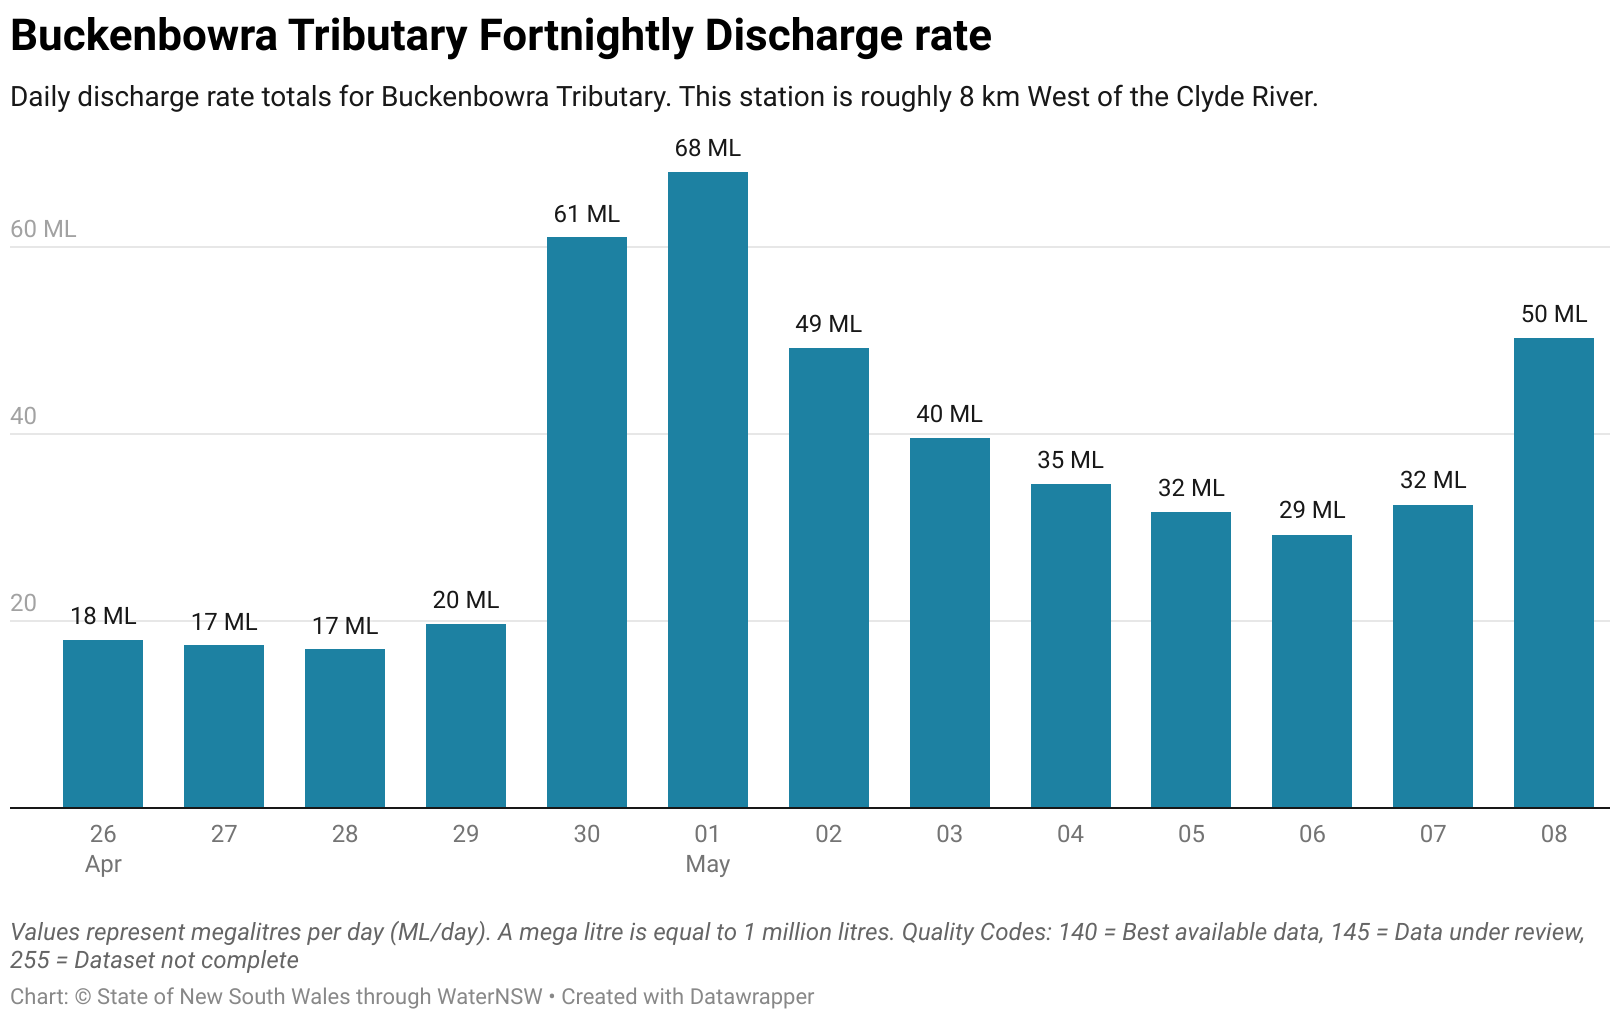 Buckenbowra Tributary Fortnightly Discharge rate
Daily discharge rate totals for Buckenbowra Tributary. This station is roughly 8 km West of the Clyde River.
68 ML
61 ML
60 ML
50 ML
49 ML
40 ML
40
35 ML
32 ML
32 ML
29 ML
20 ML
20
18 ML
17 ML
17 ML
26 27 28 29 30 01 02 03 04 05 06 07 08
Apr May
Values represent megalitres per day (ML/day). A mega litre is equal to 1 million litres. Quality Codes: 140 = Best available data, 145 = Data under review,
255 = Dataset not complete
Chart: © State of New South Wales through WaterNSW • Created with Datawrapper